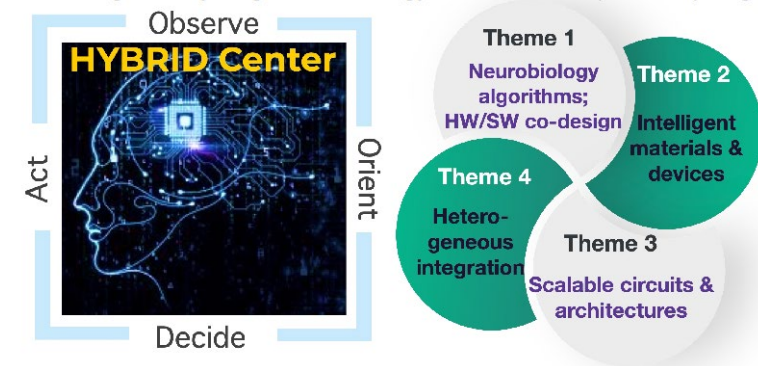 Observe
HYBRID Center
Act
Orient
Decide
Theme 1
Neurobiology
algorithms;
HW/SW co-design
Theme 2
Intelligent
materials &
devices
Theme 4
Hetero-
geneous
integration
Theme 3
Scalable circuits &
architectures